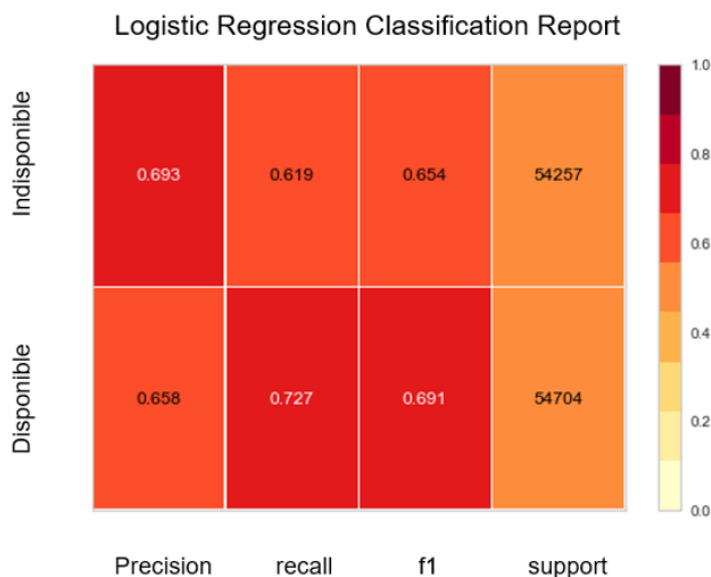 Logistic Regression Classification Report
Indisponible
0.693 0.619 0.654 54257
Disponible
0.658 0.727 0.691 54704
Precision recall f1 support
1.0
0.8
0.6
0.4
0.2
0.0